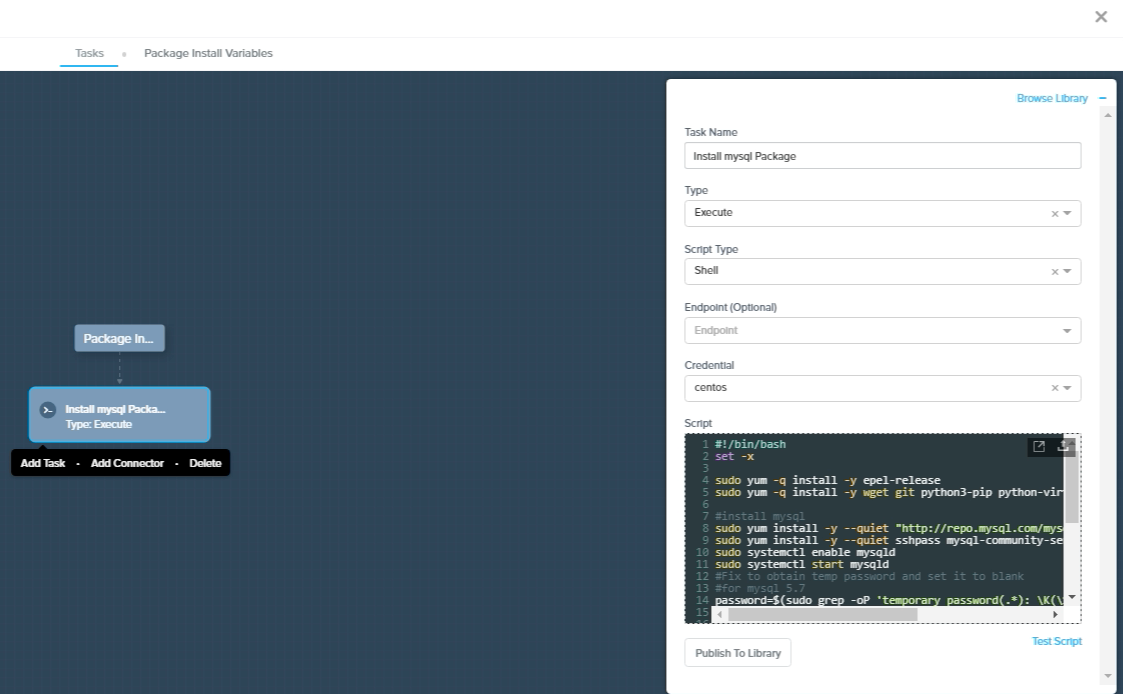 Tasks
Package Install Variables
Browse Library
Task Name
Install mysql Package
Type
Execute
Script Type
Shell
Endpoint (Optional)
Endpoint
Credential
centos
Script
1 #!/bin/bash
2 set -x
3
4 sudo yum -q install -y epel-release
5 sudo yum -q install -y wget git python3-pip python-vir
6
7 #install mysql
8 sudo yum install -y --quiet "http://repo.mysql.com/mys
9 sudo yum install -y --quiet sshpass mysql-community-se
10 sudo systemctl enable mysqld
11 sudo systemctl start mysqld
12 #Fix to obtain temp password and set it to blank
13 #for mysql 5.7
14 password=$(sudo grep -oP 'temporary password(.*): \K(\
15
Test Script
Publish To Library
Package In...
Install mysql Packa...
Type: Execute
Add Task - Add Connector - Delete